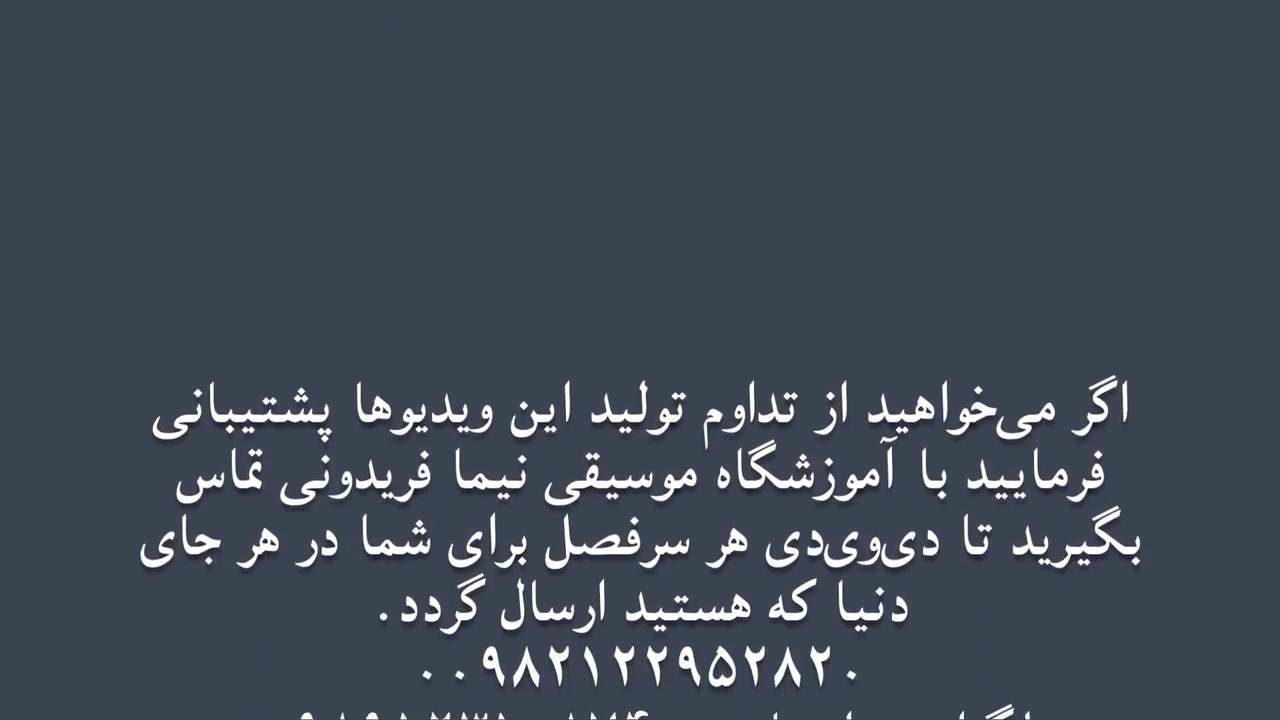 اگر می‌خواهید از تداوم تولید این ویدیوها پشتیبانی
فرمایید با آموزشگاه موسیقی نیما فریدونی تماس
بگیرید تا دی‌وی‌دی هر سرفصل برای شما در هر جای
دنیا که هستید ارسال گردد.
۰۰۹۸۲۱۲۲۹۵۲۸۲۰